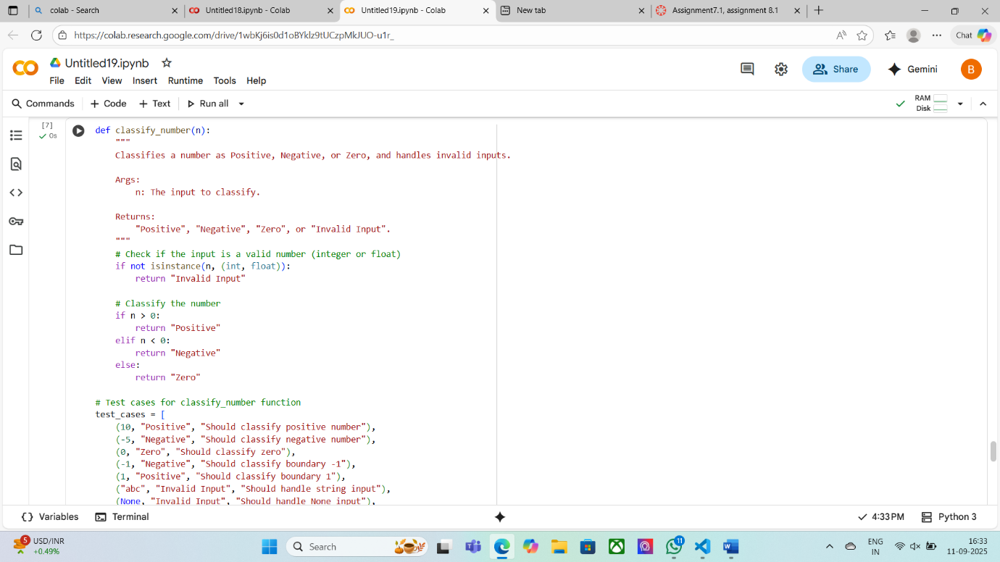 colab - Search
Untitled18.ipynb - Colab
Untitled19.ipynb - Colab
New tab
Assignment7.1, assignment 8.1
https://colab.research.google.com/drive/1wbKj6is0d1oBYklz9tUCzpMkJUO-u1r_
Chat
Untitled19.ipynb
File Edit View Insert Runtime Tools Help
Share
Gemini
B
Commands + Code + Text Run all
RAM
Disk
[7]
0s
def classify_number(n):
"""
Classifies a number as Positive, Negative, or Zero, and handles invalid inputs.
Args:
n: The input to classify.
Returns:
"Positive", "Negative", "Zero", or "Invalid Input".
"""
# Check if the input is a valid number (integer or float)
if not isinstance(n, (int, float)):
return "Invalid Input"
# Classify the number
if n > 0:
return "Positive"
elif n < 0:
return "Negative"
else:
return "Zero"
# Test cases for classify_number function
test_cases = [
(10, "Positive", "Should classify positive number"),
(-5, "Negative", "Should classify negative number"),
(0, "Zero", "Should classify zero"),
(-1, "Negative", "Should classify boundary -1"),
(1, "Positive", "Should classify boundary 1"),
("abc", "Invalid Input", "Should handle string input"),
(None, "Invalid Input", "Should handle None input"),
Variables
Terminal
4:33 PM
Python 3
5
USD/INR
+0.49%
Search
11
ENG
IN
16:33
11-09-2025